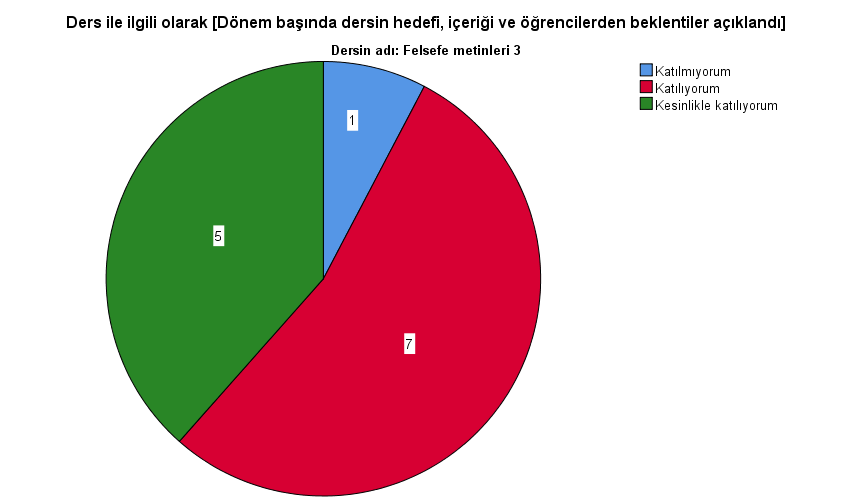 Ders ile ilgili olarak [Dönem başında dersin hedefi, içeriği ve öğrencilerden beklentiler açıklandı]
Dersin adı: Felsefe metinleri 3
Katılmıyorum
Katılıyorum
Kesinlikle katılıyorum
1
5
7